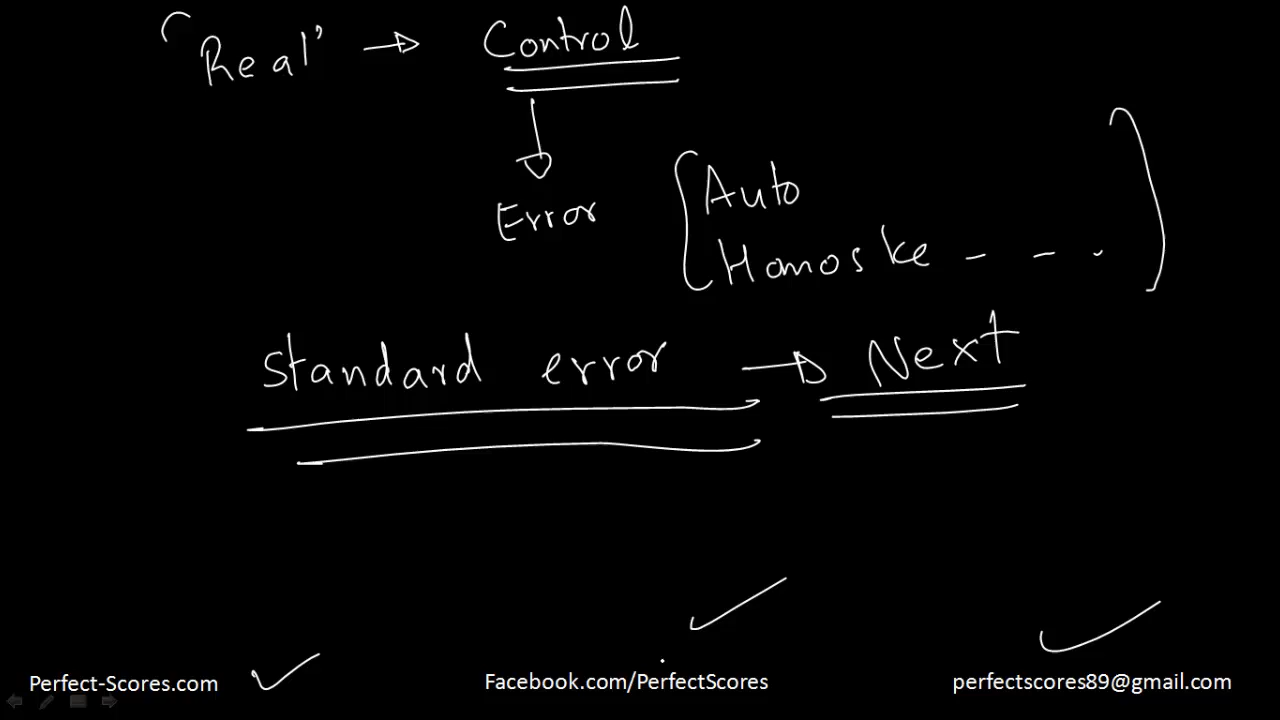 "Real" → Control
Error
Auto
Homoske - - -
Standard error → Next
Perfect-Scores.com
Facebook.com/PerfectScores
perfectscores89@gmail.com